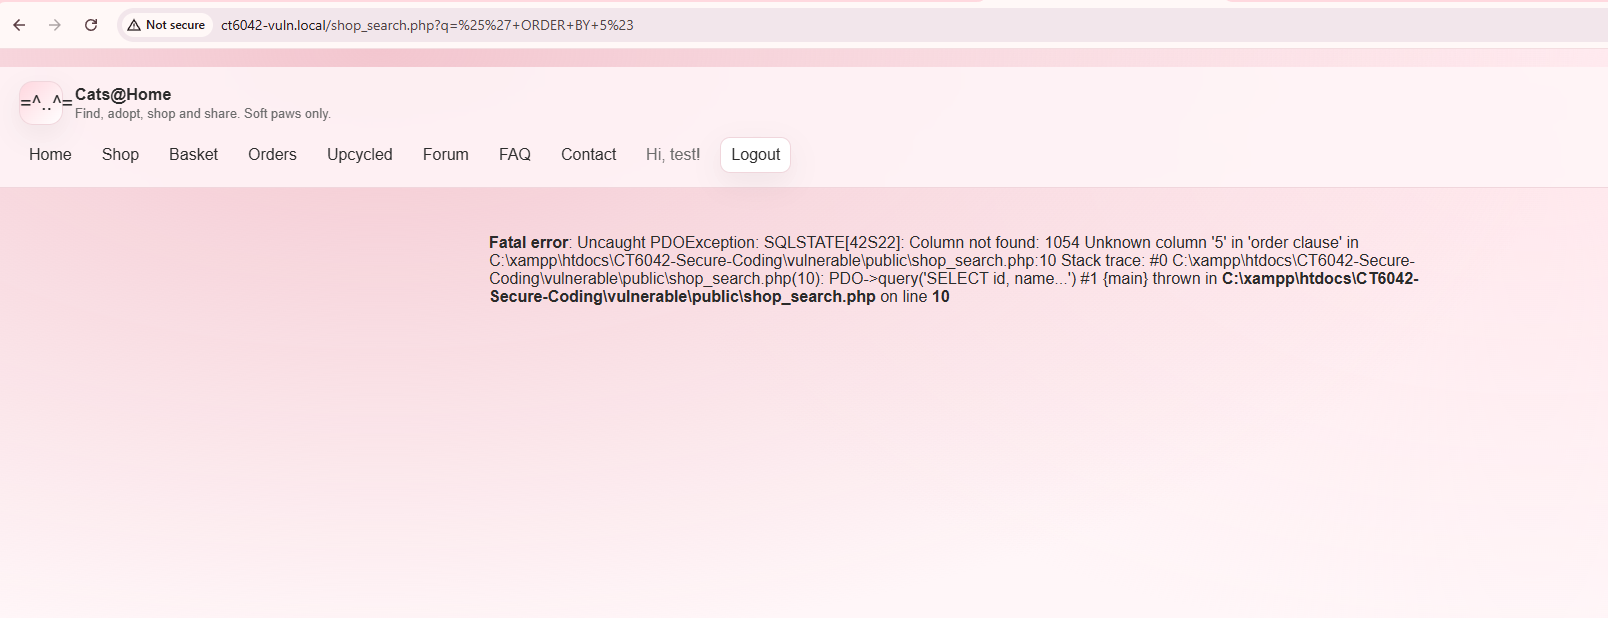 Not secure ct6042-vuln.local/shop_search.php?q=%25%27+ORDER+BY+5%23
=^..^= Cats@Home
Find, adopt, shop and share. Soft paws only.
Home Shop Basket Orders Upcycled Forum FAQ Contact Hi, test! Logout
Fatal error: Uncaught PDOException: SQLSTATE[42S22]: Column not found: 1054 Unknown column '5' in 'order clause' in
C:\xampp\htdocs\CT6042-Secure-Coding\vulnerable\public\shop_search.php:10 Stack trace: #0 C:\xampp\htdocs\CT6042-Secure-
Coding\vulnerable\public\shop_search.php(10): PDO->query('SELECT id, name...') #1 {main} thrown in C:\xampp\htdocs\CT6042-
Secure-Coding\vulnerable\public\shop_search.php on line 10